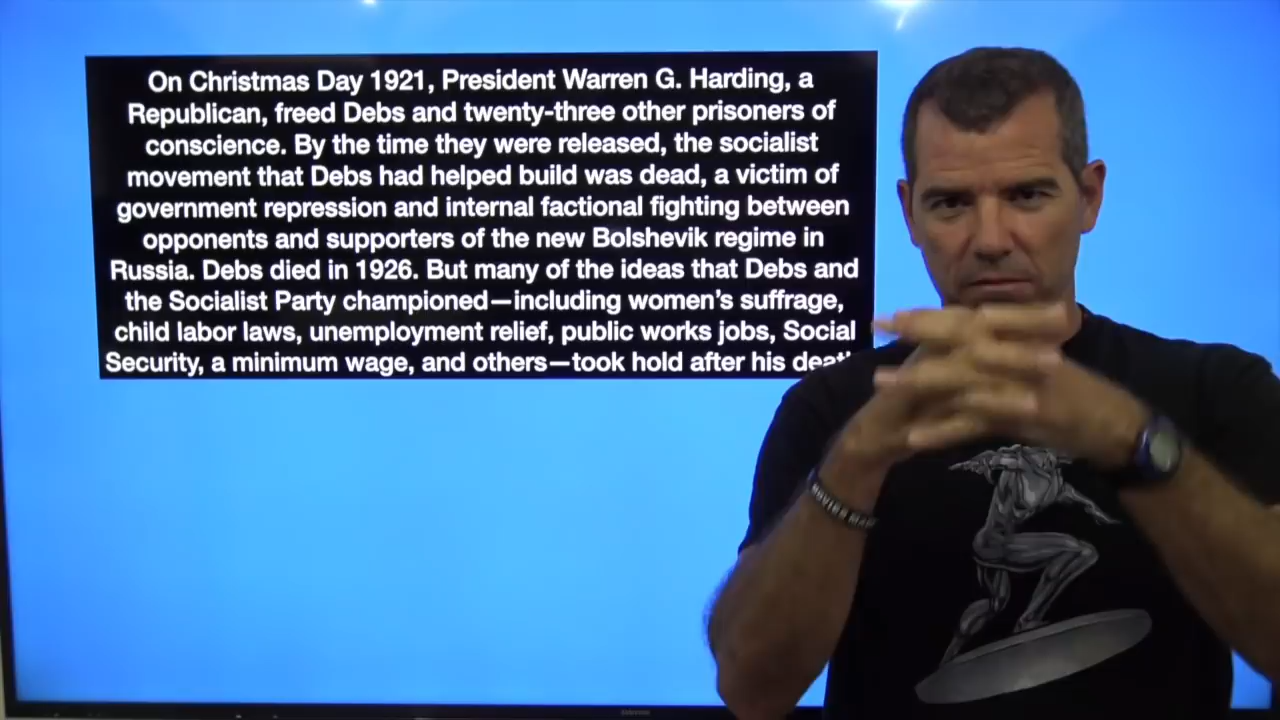 On Christmas Day 1921, President Warren G. Harding, a
Republican, freed Debs and twenty-three other prisoners of
conscience. By the time they were released, the socialist
movement that Debs had helped build was dead, a victim of
government repression and internal factional fighting between
opponents and supporters of the new Bolshevik regime in
Russia. Debs died in 1926. But many of the ideas that Debs and
the Socialist Party championed—including women's suffrage,
child labor laws, unemployment relief, public works jobs, Social
Security, a minimum wage, and others—took hold after his